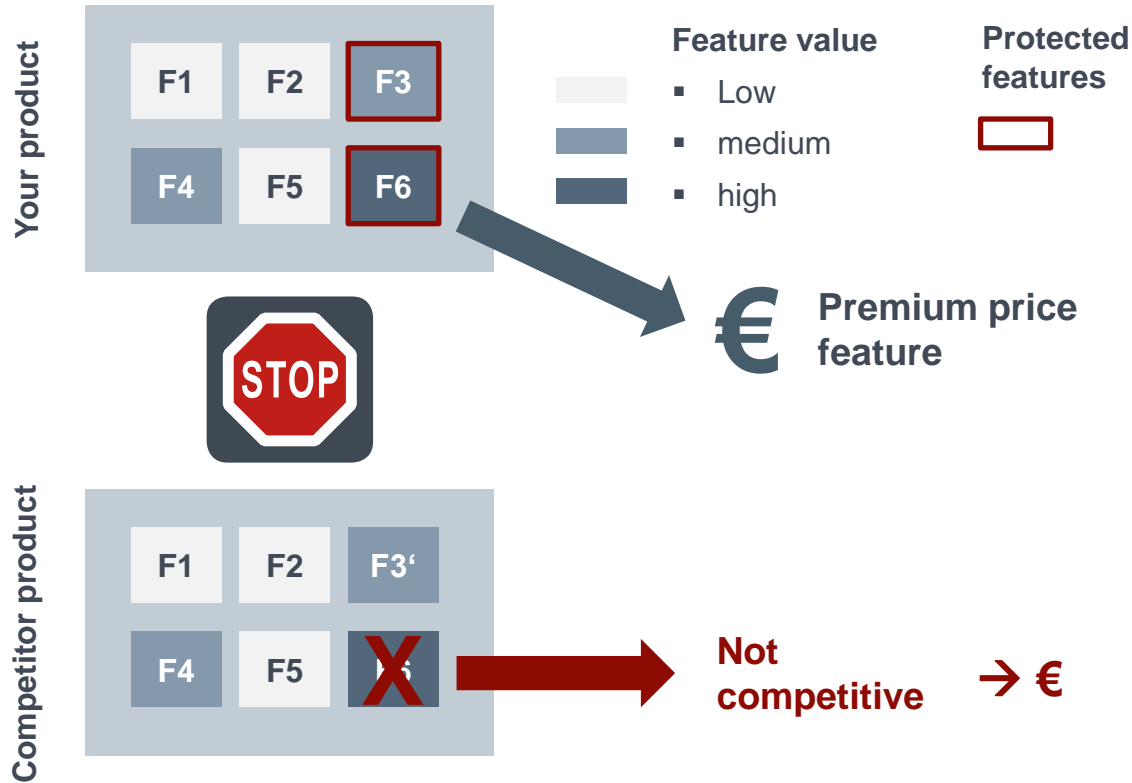 Your product
F1 F2 F3
F4 F5 F6
Feature value
▪ Low
▪ medium
▪ high
Protected
features
€ Premium price
feature
STOP
Competitor product
F1 F2 F3‘
F4 F5 X
Not
competitive
→ €